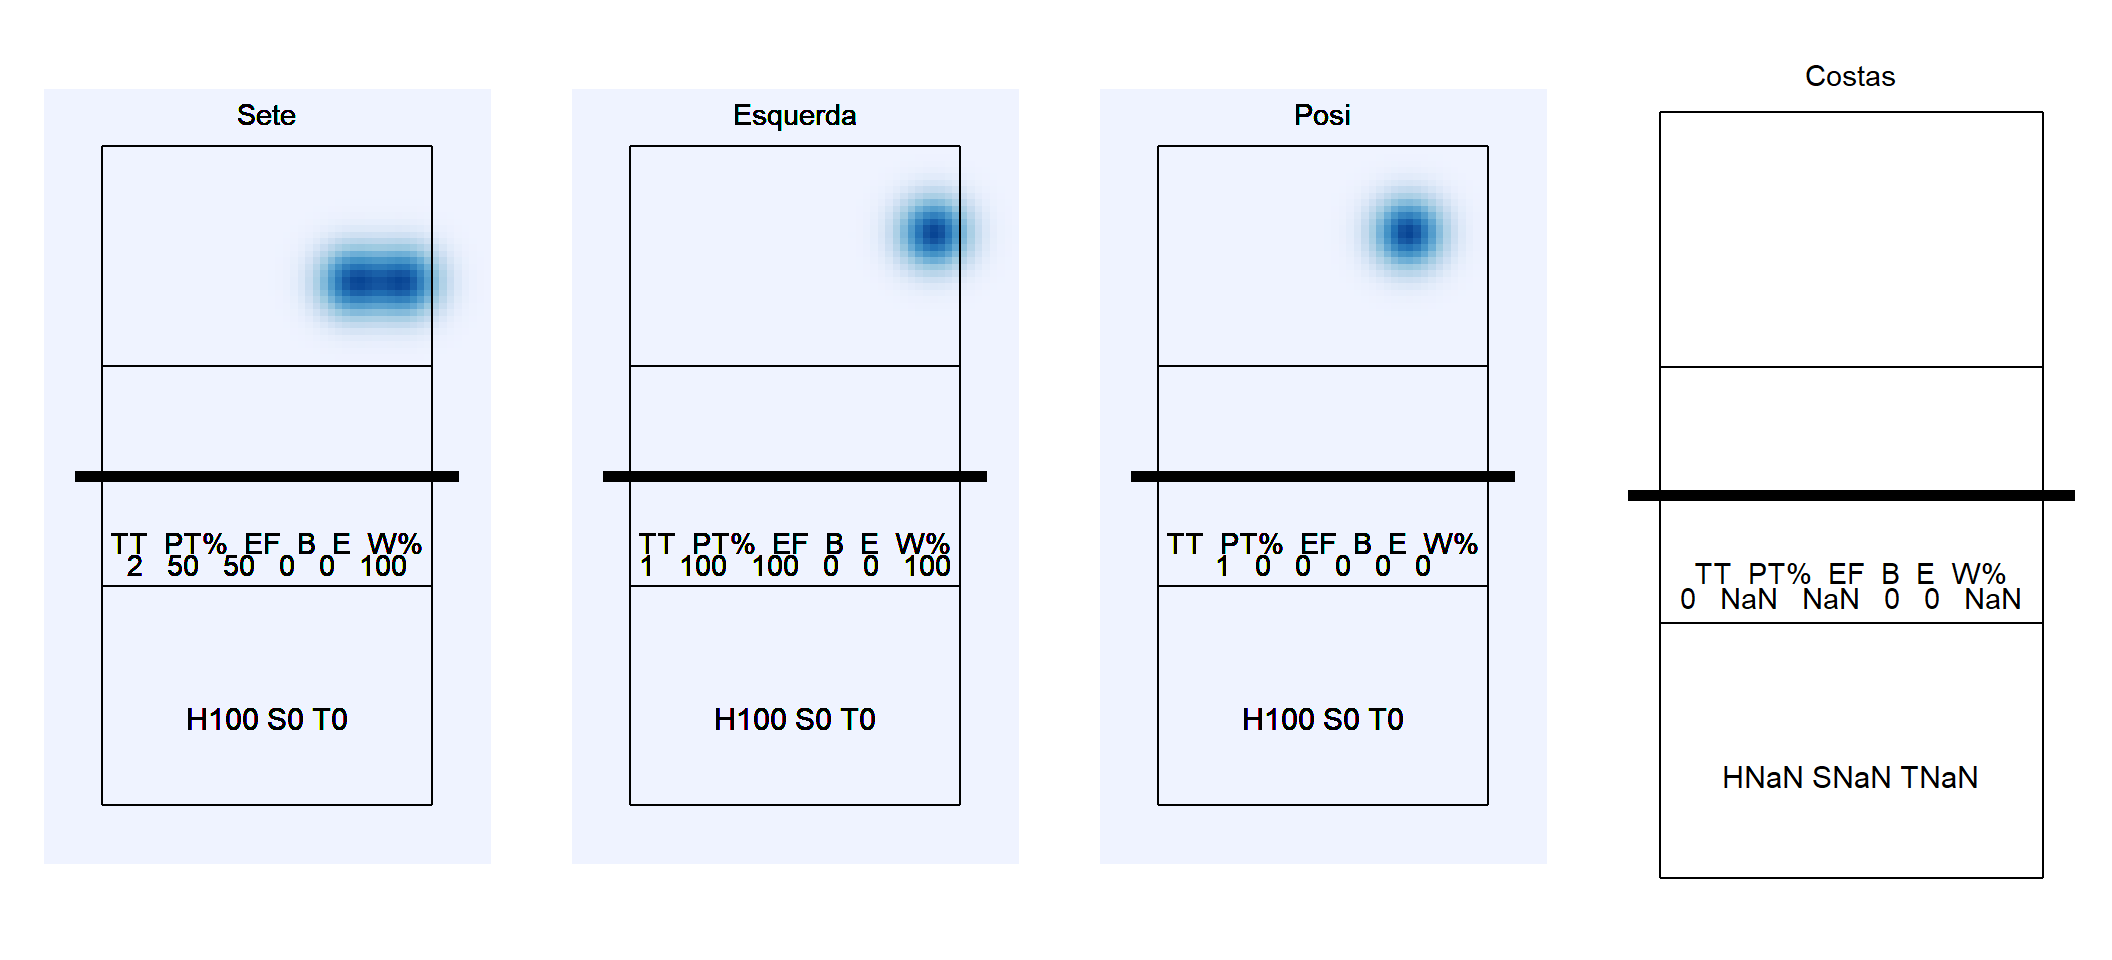 Sete
TT PT% EF B E W%
2 50 50 0 0 100
H100 S0 T0
Esquerda
TT PT% EF B E W%
1 100 100 0 0 100
H100 S0 T0
Posi
TT PT% EF B E W%
1 0 0 0 0 0
H100 S0 T0
Costas
TT PT% EF B E W%
0 NaN NaN 0 0 NaN
HNaN SNaN TNaN